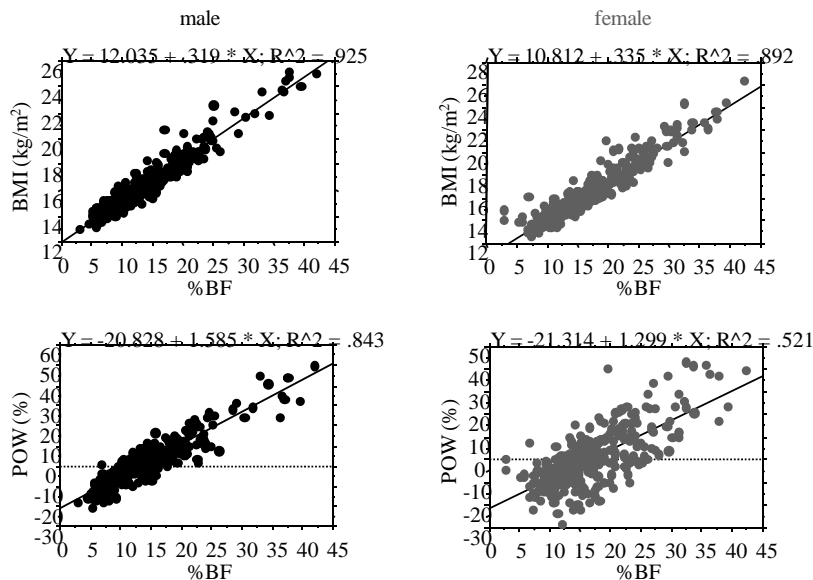 male
female
Y = 12.035 + .319 * X; R^2 = .925
Y = 10.812 + .335 * X; R^2 = .892
BMI (kg/m²)
26
24
22
20
18
16
14
12
0 5 10 15 20 25 30 35 40 45
%BF
BMI (kg/m²)
28
26
24
22
20
18
16
14
12
0 5 10 15 20 25 30 35 40 45
%BF
Y = -20.828 + 1.585 * X; R^2 = .843
Y = -21.314 + 1.299 * X; R^2 = .521
POW (%)
60
50
40
30
20
10
0
-10
-20
-30
0 5 10 15 20 25 30 35 40 45
%BF
POW (%)
50
40
30
20
10
0
-10
-20
-30
0 5 10 15 20 25 30 35 40 45
%BF